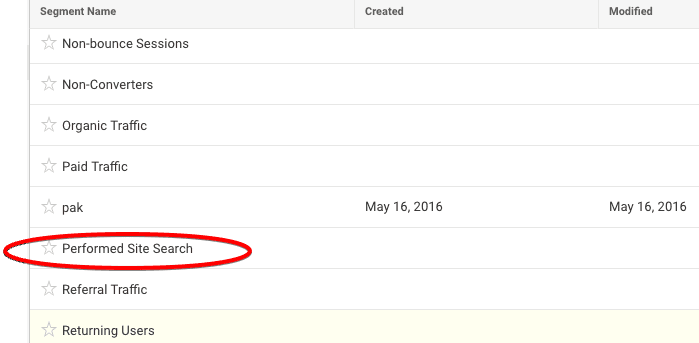 Segment Name Created Modified
Non-bounce Sessions
Non-Converters
Organic Traffic
Paid Traffic
pak May 16, 2016 May 16, 2016
Performed Site Search
Referral Traffic
Returning Users